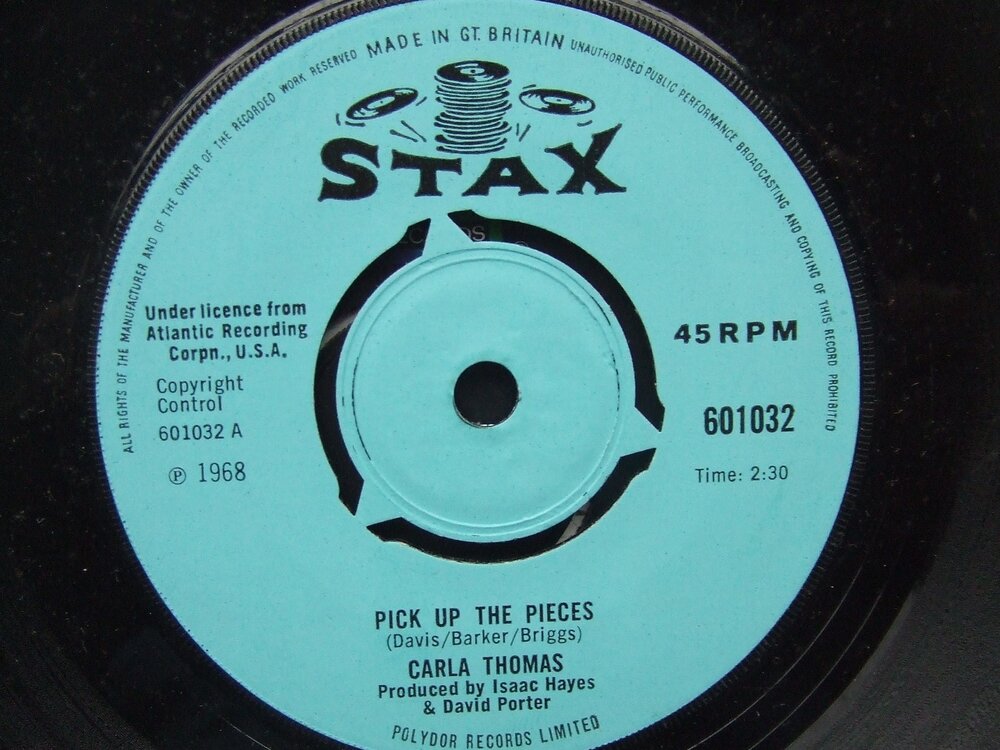 ALL RIGHTS OF THE MANUFACTURER AND OF THE OWNER OF THE RECORDED WORK RESERVED MADE IN GT. BRITAIN UNAUTHORISED PUBLIC PERFORMANCE BROADCASTING AND COPYING OF THIS RECORD PROHIBITED
STAX
Under licence from
Atlantic Recording
Corpn., U.S.A.
Copyright
Control
601032 A
℗ 1968
45 RPM
601032
Time: 2:30
PICK UP THE PIECES
(Davis/Barker/Briggs)
CARLA THOMAS
Produced by Isaac Hayes
& David Porter
POLYDOR RECORDS LIMITED